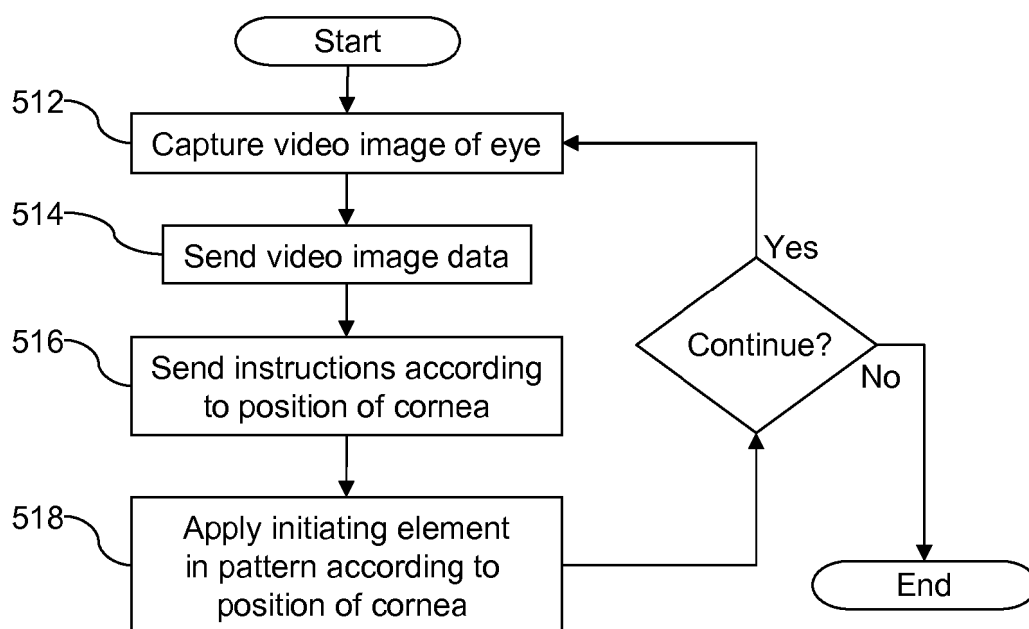 Start
512
Capture video image of eye
514
Send video image data
516
Send instructions according
to position of cornea
518
Apply initiating element
in pattern according to
position of cornea
Yes
Continue?
No
End